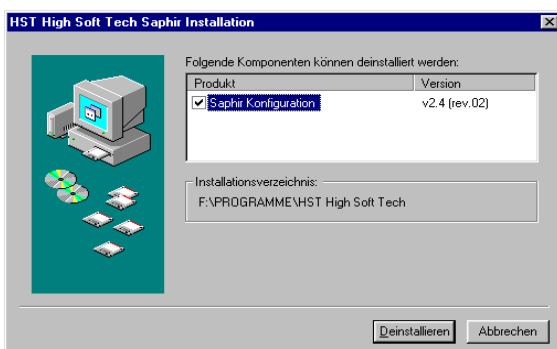 HST High Soft Tech Saphir Installation
Folgende Komponenten können deinstalliert werden:
Produkt Version
Saphir Konfiguration v2.4 (rev.02)
Installationsverzeichnis:
F:\PROGRAMME\HST High Soft Tech
Deinstallieren Abbrechen